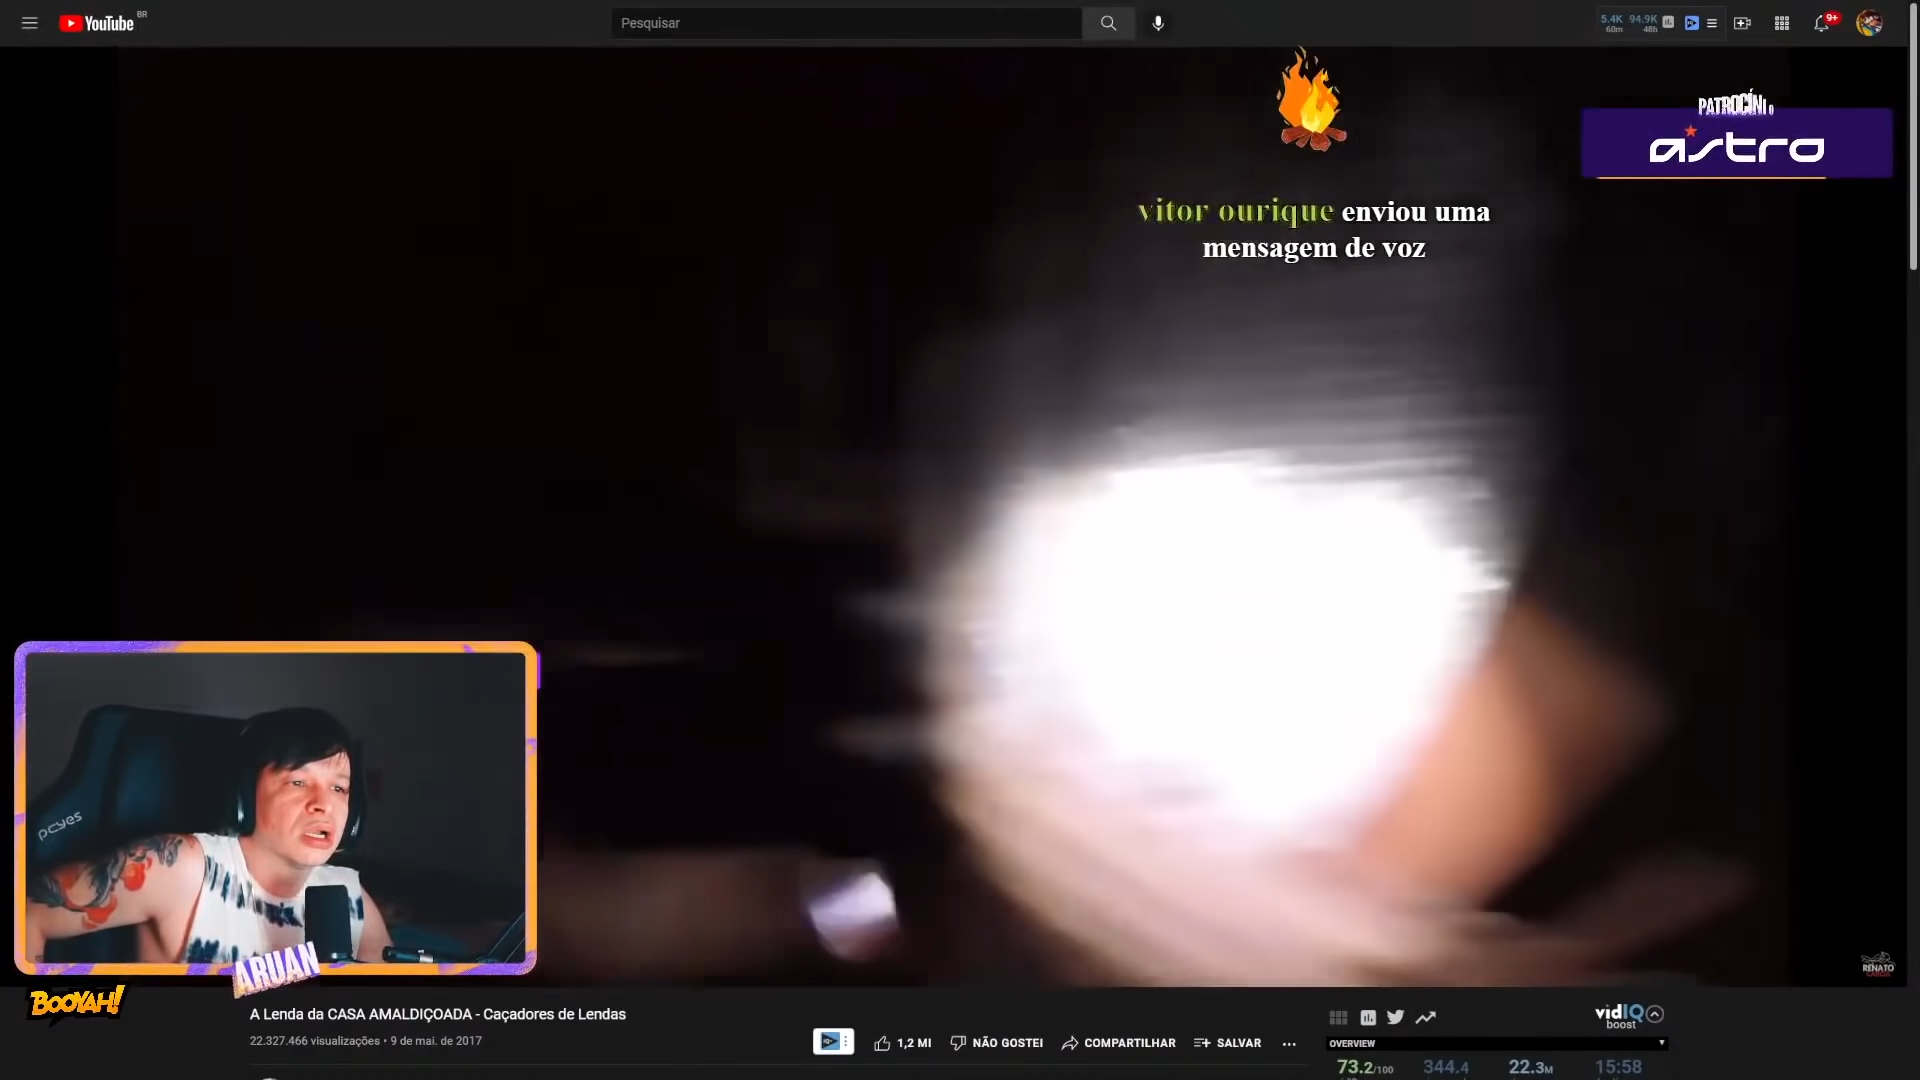 YouTube BR
Pesquisar
5.4K 94.9K
60m 48h
9+
PATROCÍNIO
astro
vitor ourique enviou uma
mensagem de voz
pcyes
ARUAN
BOOYAH!
RENATO
GARCIA
A Lenda da CASA AMALDIÇOADA - Caçadores de Lendas
22.327.466 visualizações • 9 de mai. de 2017
1,2 MI
NÃO GOSTEI
COMPARTILHAR
SALVAR
vidIQ
boost
OVERVIEW
73.2/100 344.4 22.3M 15:58